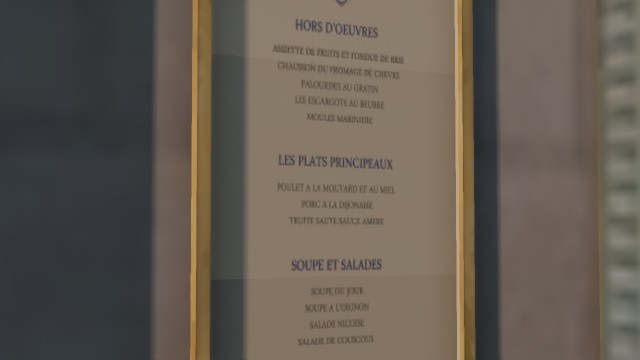 HORS D'OEUVRES
ASSIETTE DE FRUITS ET FONDUE DE BRIE
CHAUSSON DU FROMAGE DE CHEVRE
PALOURDES AU GRATIN
LES ESCARGOTS AU BEURRE
MOULES MARINIERE
LES PLATS PRINCIPEAUX
POULET A LA MOUTARD ET AU MIEL
PORC A LA DIJONAISE
TRUITE SAUTE SAUCE AMERE
SOUPE ET SALADES
SOUPE DU JOUR
SOUPE A L'OIGNON
SALADE NICOISE
SALADE DE COUSCOUS